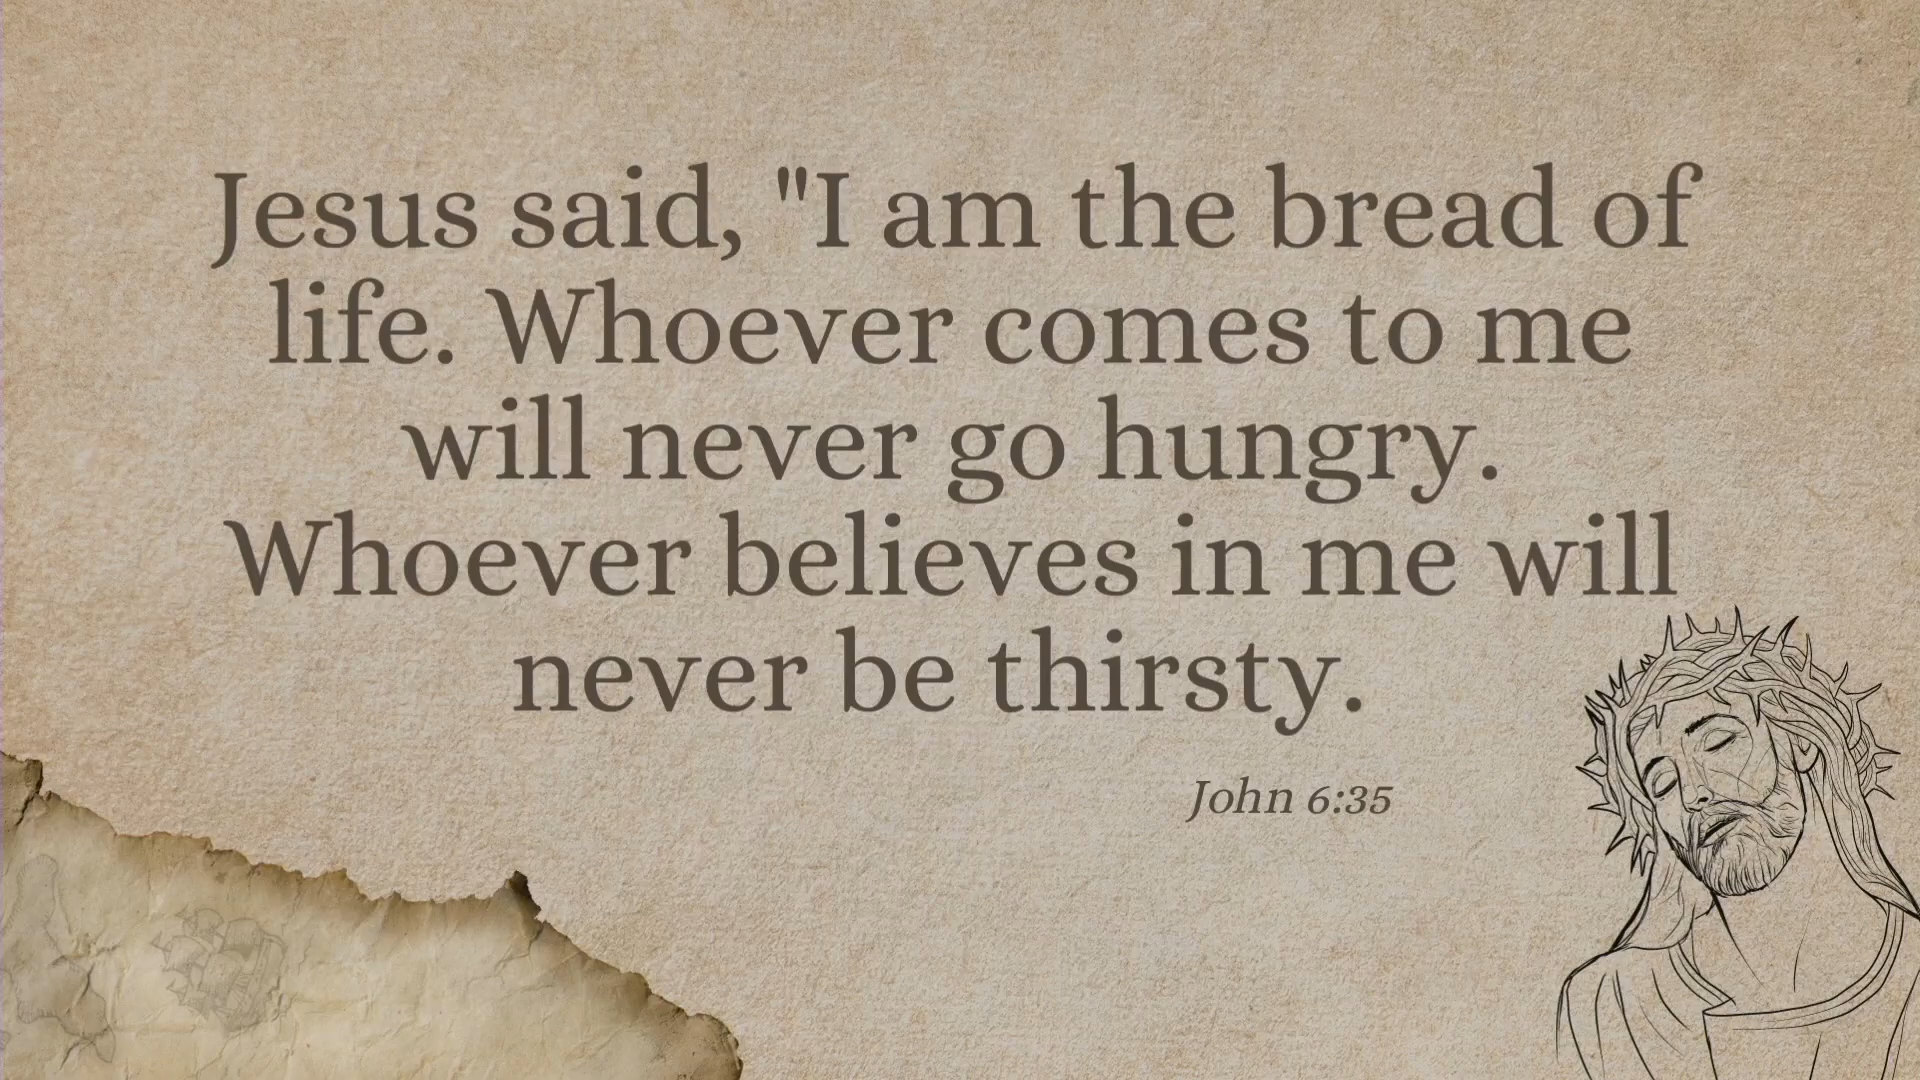 Jesus said, "I am the bread of
life. Whoever comes to me
will never go hungry.
Whoever believes in me will
never be thirsty.
John 6:35